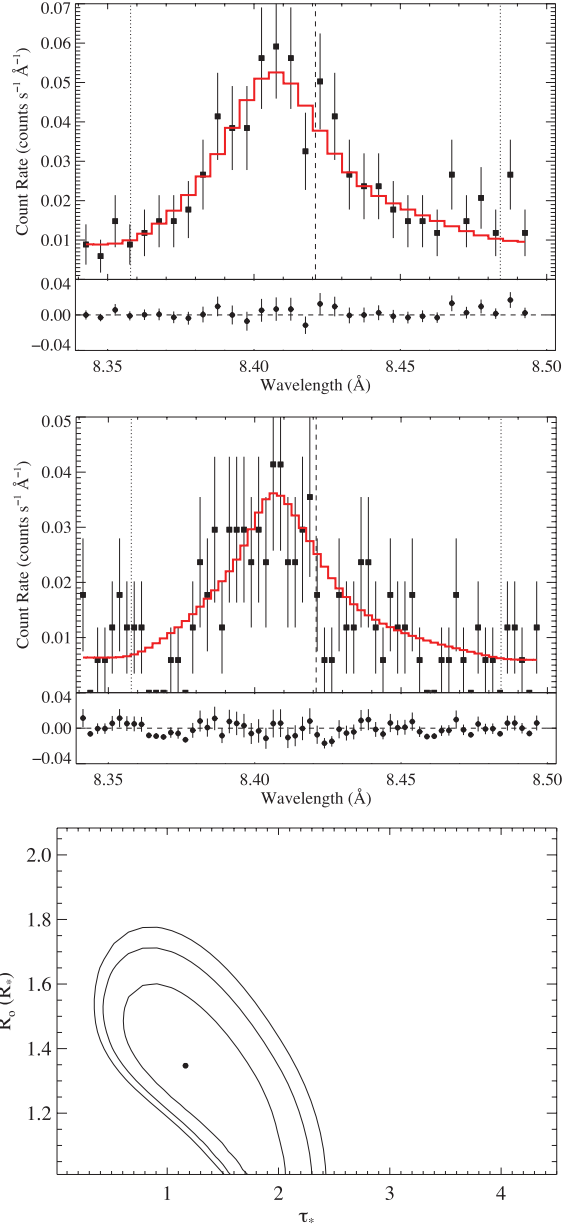 0.07
0.06
0.05
0.04
0.03
0.02
0.01
Count Rate (counts s⁻¹ Å⁻¹)
0.04
0.00
−0.04
8.35 8.40 8.45 8.50
Wavelength (Å)
0.05
0.04
0.03
0.02
0.01
Count Rate (counts s⁻¹ Å⁻¹)
0.04
0.00
−0.04
8.35 8.40 8.45 8.50
Wavelength (Å)
2.0
1.8
1.6
1.4
1.2
Rₒ (R*)
1 2 3 4
τ*